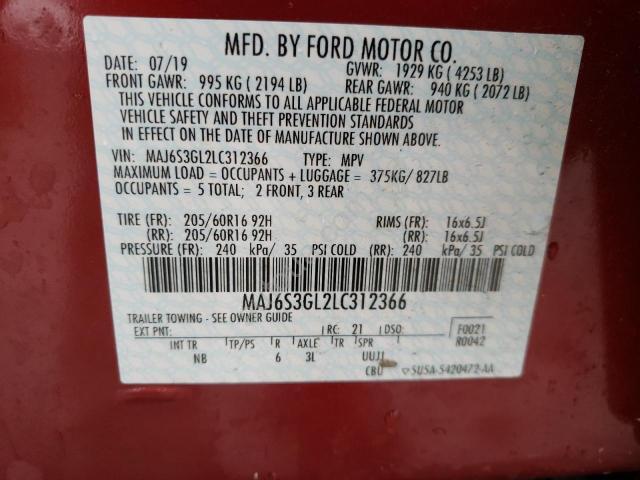 MFD. BY FORD MOTOR CO.
DATE: 07/19 GVWR: 1929 KG ( 4253 LB)
FRONT GAWR: 995 KG ( 2194 LB) REAR GAWR: 940 KG ( 2072 LB)
THIS VEHICLE CONFORMS TO ALL APPLICABLE FEDERAL MOTOR
VEHICLE SAFETY AND THEFT PREVENTION STANDARDS
IN EFFECT ON THE DATE OF MANUFACTURE SHOWN ABOVE.
VIN: MAJ6S3GL2LC312366 TYPE: MPV
MAXIMUM LOAD = OCCUPANTS + LUGGAGE = 375KG/ 827LB
OCCUPANTS = 5 TOTAL; 2 FRONT, 3 REAR
TIRE (FR): 205/60R16 92H RIMS (FR): 16x6.5J
(RR): 205/60R16 92H (RR): 16x6.5J
PRESSURE (FR): 240 kPa/ 35 PSI COLD (RR): 240 kPa/ 35 PSI COLD
MAJ6S3GL2LC312366
TRAILER TOWING - SEE OWNER GUIDE
EXT PNT: RC: 21 DSO: F0021
R0042
INT TR TP/PS R AXLE TR SPR
NB 6 3L UUJJ
CBU 5U5A-5420472-AA